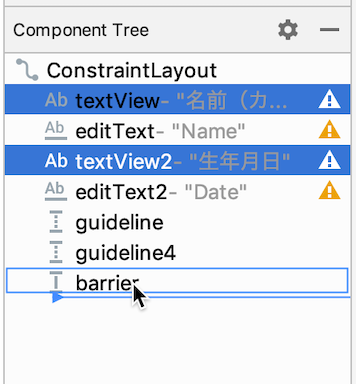 Component Tree
ConstraintLayout
Ab textView- "名前（カ...
Ab editText- "Name"
Ab textView2- "生年月日"
Ab editText2- "Date"
guideline
guideline4
barrier